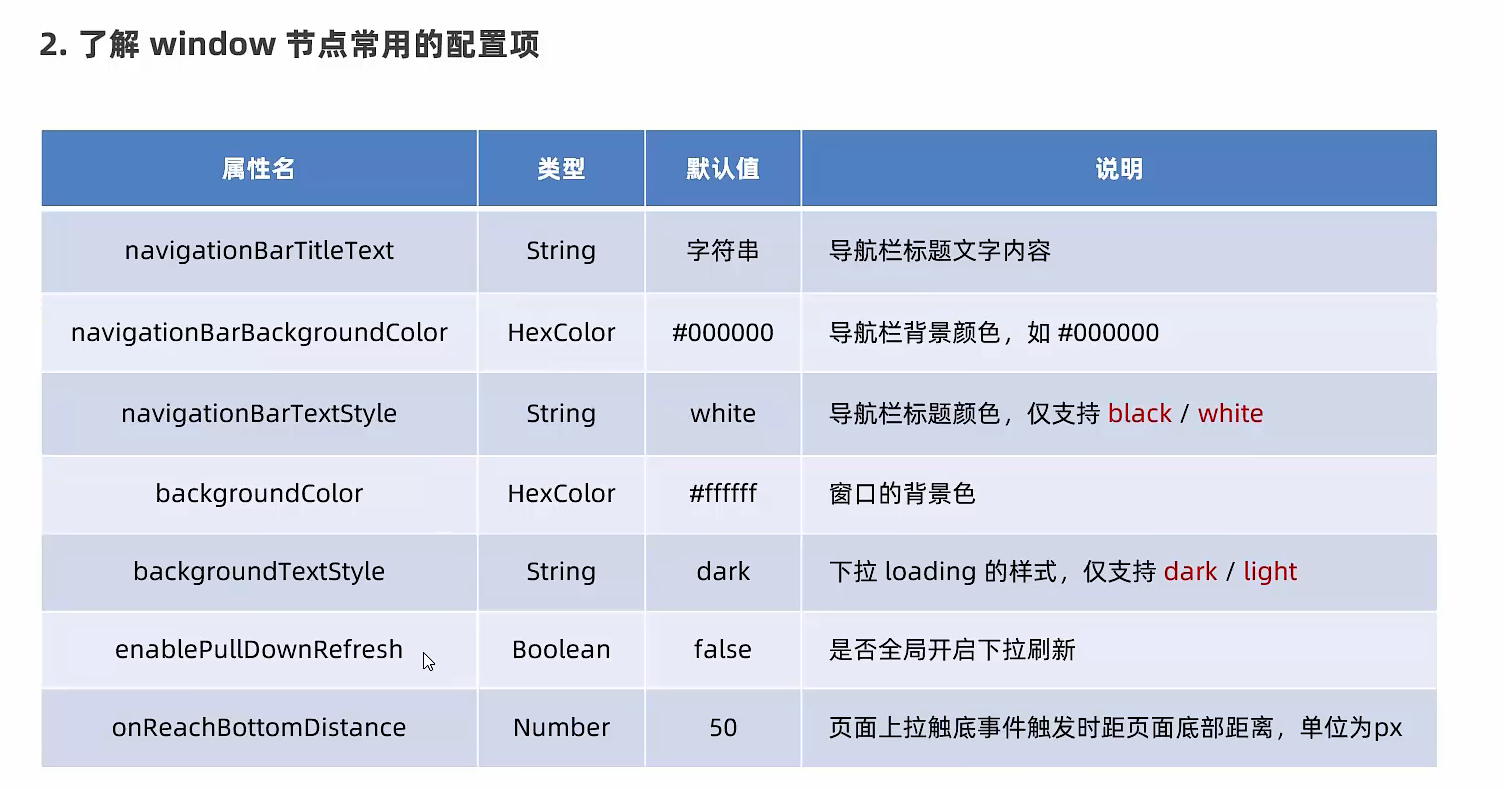 2. 了解 window 节点常用的配置项
属性名 类型 默认值 说明
navigationBarTitleText String 字符串 导航栏标题文字内容
navigationBarBackgroundColor HexColor #000000 导航栏背景颜色，如 #000000
navigationBarTextStyle String white 导航栏标题颜色，仅支持 black / white
backgroundColor HexColor #ffffff 窗口的背景色
backgroundTextStyle String dark 下拉 loading 的样式，仅支持 dark / light
enablePullDownRefresh Boolean false 是否全局开启下拉刷新
onReachBottomDistance Number 50 页面上拉触底事件触发时距页面底部距离，单位为px